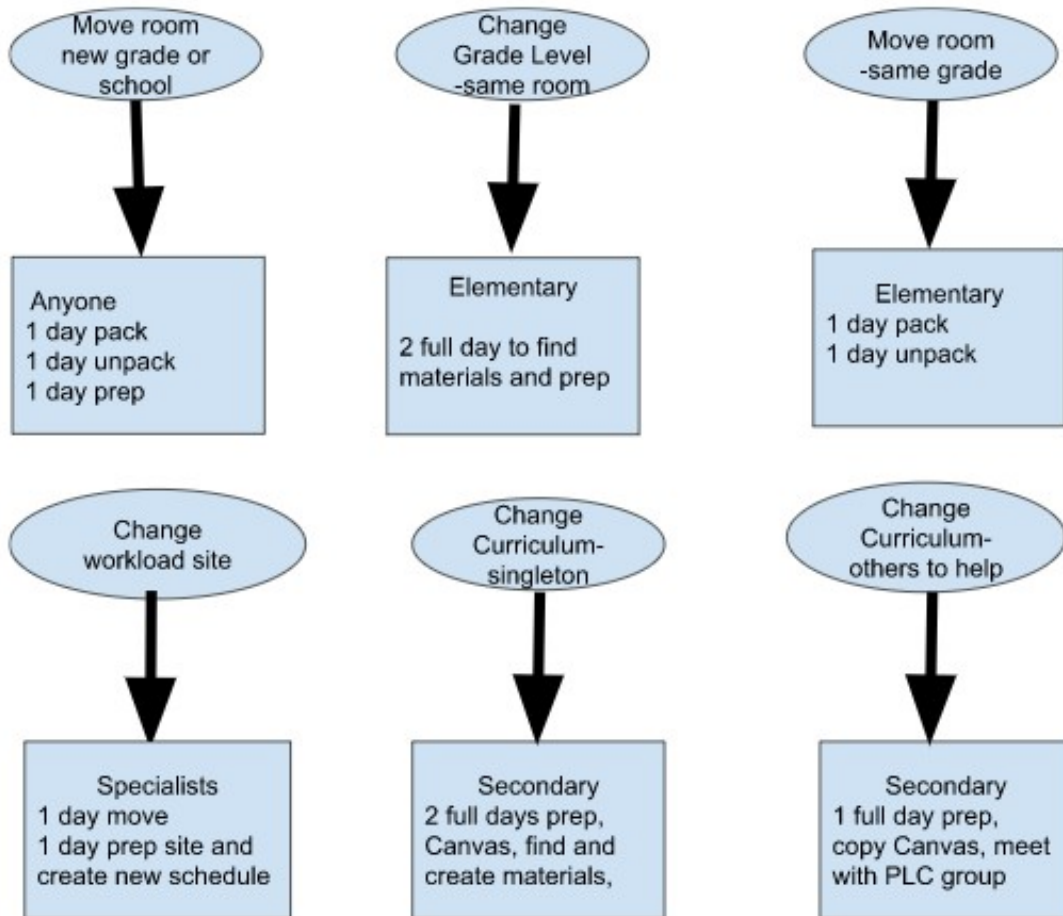 Move room
new grade or
school
Change
Grade Level
-same room
Move room
-same grade
Anyone
1 day pack
1 day unpack
1 day prep
Elementary
2 full day to find
materials and prep
Elementary
1 day pack
1 day unpack
Change
workload site
Change
Curriculum-
singleton
Change
Curriculum-
others to help
Specialists
1 day move
1 day prep site and
create new schedule
Secondary
2 full days prep,
Canvas, find and
create materials,
Secondary
1 full day prep,
copy Canvas, meet
with PLC group